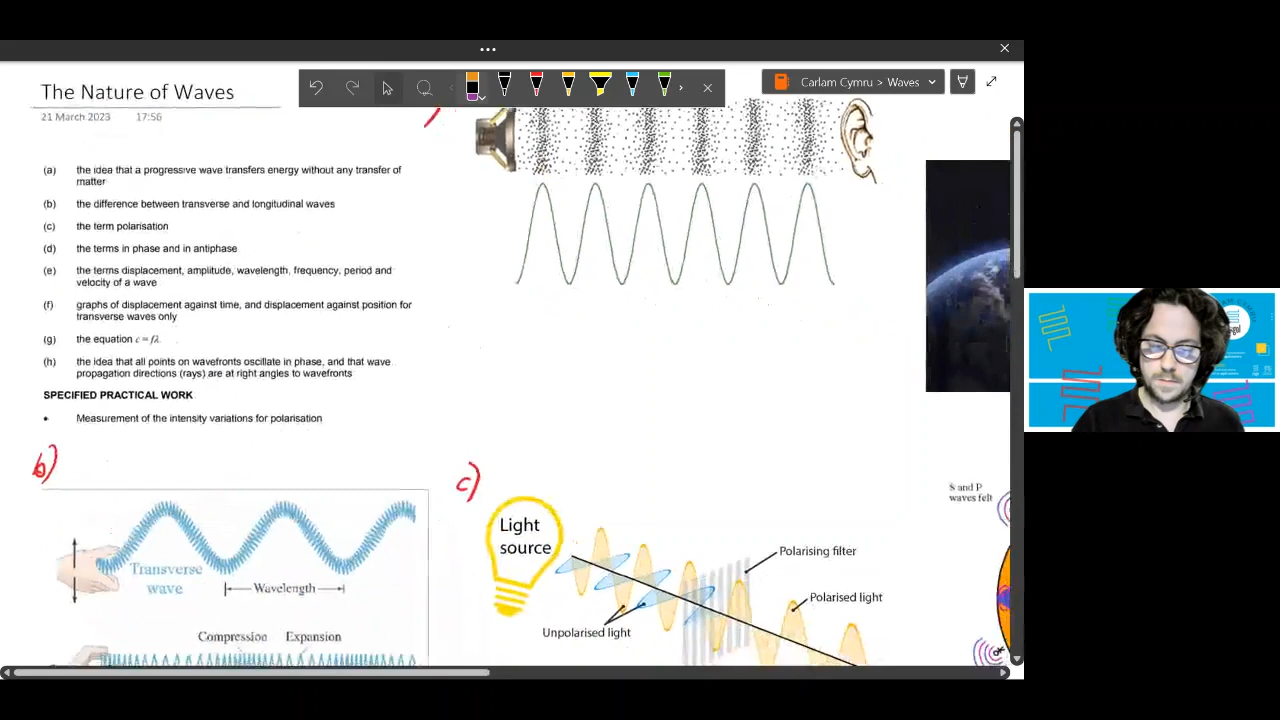 The Nature of Waves
21 March 2023 17:56
Carlam Cymru > Waves
(a) the idea that a progressive wave transfers energy without any transfer of
matter
(b) the difference between transverse and longitudinal waves
(c) the term polarisation
(d) the terms in phase and in antiphase
(e) the terms displacement, amplitude, wavelength, frequency, period and
velocity of a wave
(f) graphs of displacement against time, and displacement against position for
transverse waves only
(g) the equation c = fλ
(h) the idea that all points on wavefronts oscillate in phase, and that wave
propagation directions (rays) are at right angles to wavefronts
SPECIFIED PRACTICAL WORK
• Measurement of the intensity variations for polarisation
b)
Transverse
wave
Wavelength
Compression Expansion
c)
Light
source
Polarising filter
Polarised light
Unpolarised light
S and P
waves felt